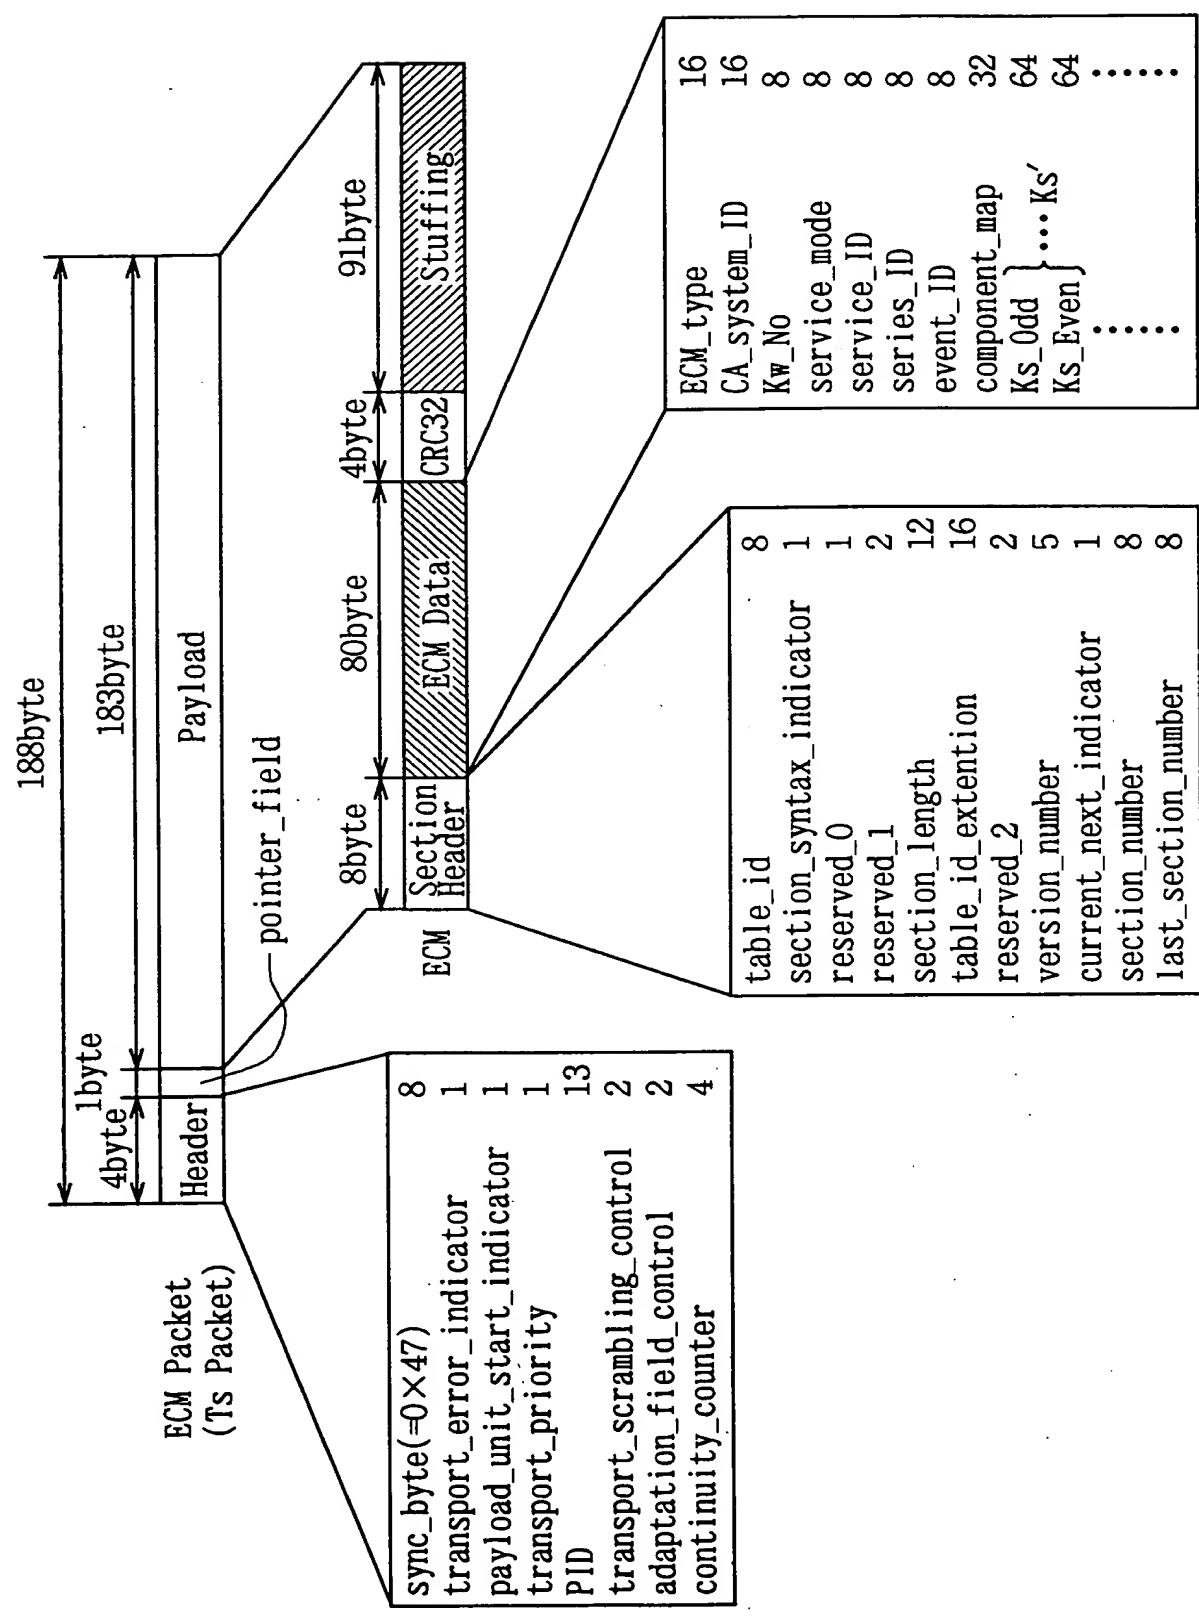 188byte
4byte 1byte 183byte
ECM Packet
(Ts Packet)
Header
Payload
pointer_field
8byte 80byte 4byte 91byte
ECM
Section
Header
ECM Data
CRC32
Stuffing
sync_byte(=0×47) 8
transport_error_indicator 1
payload_unit_start_indicator 1
transport_priority 1
PID 13
transport_scrambling_control 2
adaptation_field_control 2
continuity_counter 4
table_id 8
section_syntax_indicator 1
reserved_0 1
reserved_1 2
section_length 12
table_id_extention 16
reserved_2 2
version_number 5
current_next_indicator 1
section_number 8
last_section_number 8
ECM_type 16
CA_system_ID 16
Kw_No 8
service_mode 8
service_ID 8
series_ID 8
event_ID 8
component_map 32
Ks_Odd 64
Ks_Even } ···· Ks′ 64
······ ······